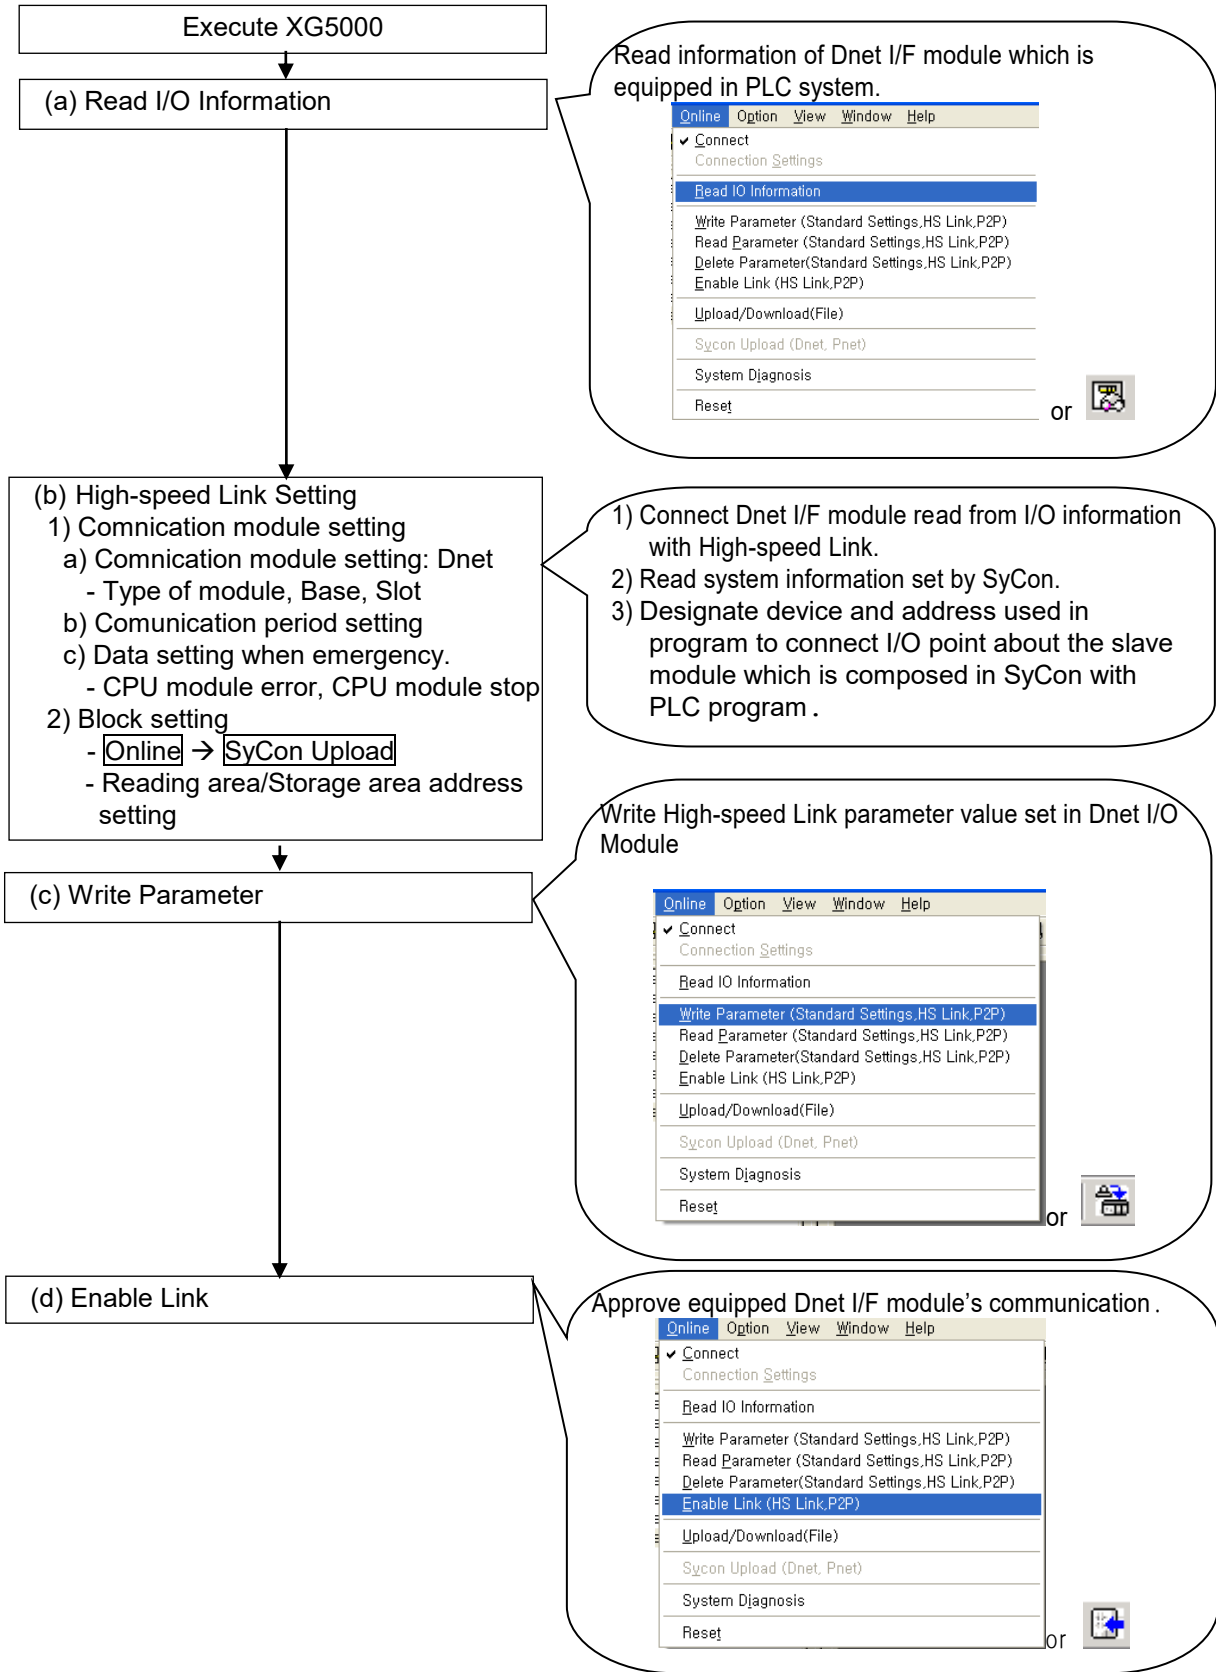 Execute XG5000
(a) Read I/O Information
Read information of Dnet I/F module which is
equipped in PLC system.
Online Option View Window Help
Connect
Connection Settings
Read IO Information
Write Parameter (Standard Settings,HS Link,P2P)
Read Parameter (Standard Settings,HS Link,P2P)
Delete Parameter(Standard Settings,HS Link,P2P)
Enable Link (HS Link,P2P)
Upload/Download(File)
Sycon Upload (Dnet, Pnet)
System Diagnosis
Reset
or
(b) High-speed Link Setting
1) Comnication module setting
a) Comnication module setting: Dnet
- Type of module, Base, Slot
b) Comunication period setting
c) Data setting when emergency.
- CPU module error, CPU module stop
2) Block setting
- Online → SyCon Upload
- Reading area/Storage area address
setting
1) Connect Dnet I/F module read from I/O information
with High-speed Link.
2) Read system information set by SyCon.
3) Designate device and address used in
program to connect I/O point about the slave
module which is composed in SyCon with
PLC program.
(c) Write Parameter
Write High-speed Link parameter value set in Dnet I/O
Module
Online Option View Window Help
Connect
Connection Settings
Read IO Information
Write Parameter (Standard Settings,HS Link,P2P)
Read Parameter (Standard Settings,HS Link,P2P)
Delete Parameter(Standard Settings,HS Link,P2P)
Enable Link (HS Link,P2P)
Upload/Download(File)
Sycon Upload (Dnet, Pnet)
System Diagnosis
Reset
or
(d) Enable Link
Approve equipped Dnet I/F module's communication.
Online Option View Window Help
Connect
Connection Settings
Read IO Information
Write Parameter (Standard Settings,HS Link,P2P)
Read Parameter (Standard Settings,HS Link,P2P)
Delete Parameter(Standard Settings,HS Link,P2P)
Enable Link (HS Link,P2P)
Upload/Download(File)
Sycon Upload (Dnet, Pnet)
System Diagnosis
Reset
or